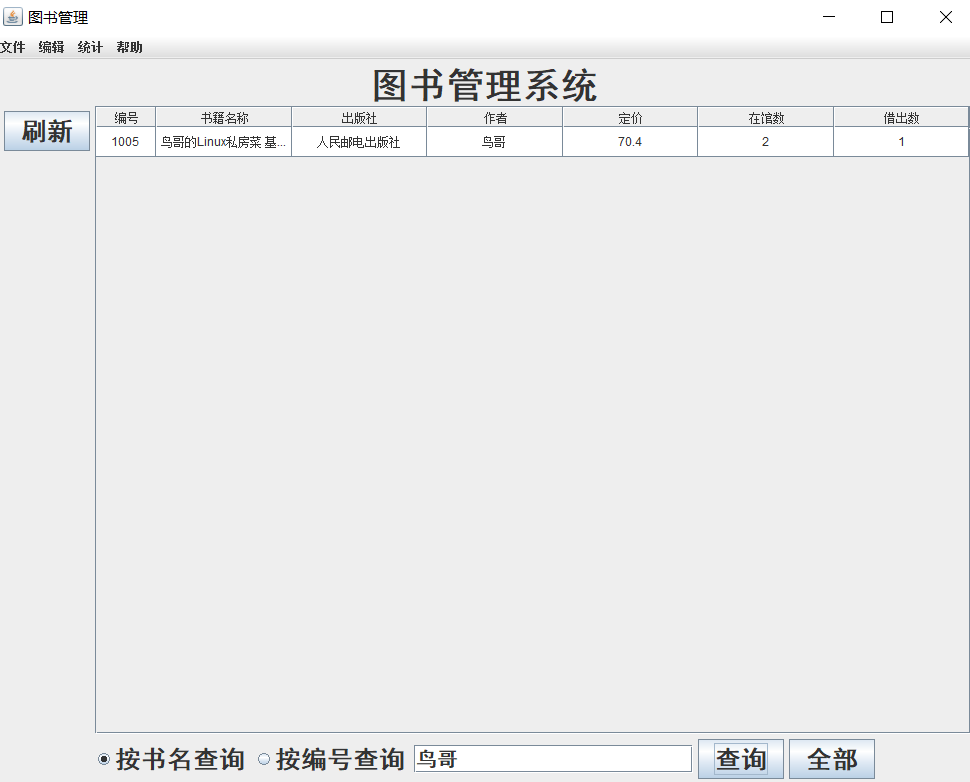 图书管理
文件 编辑 统计 帮助
图书管理系统
刷新
编号 书籍名称 出版社 作者 定价 在馆数 借出数
1005 鸟哥的Linux私房菜 基... 人民邮电出版社 鸟哥 70.4 2 1
按书名查询 按编号查询 鸟哥 查询 全部